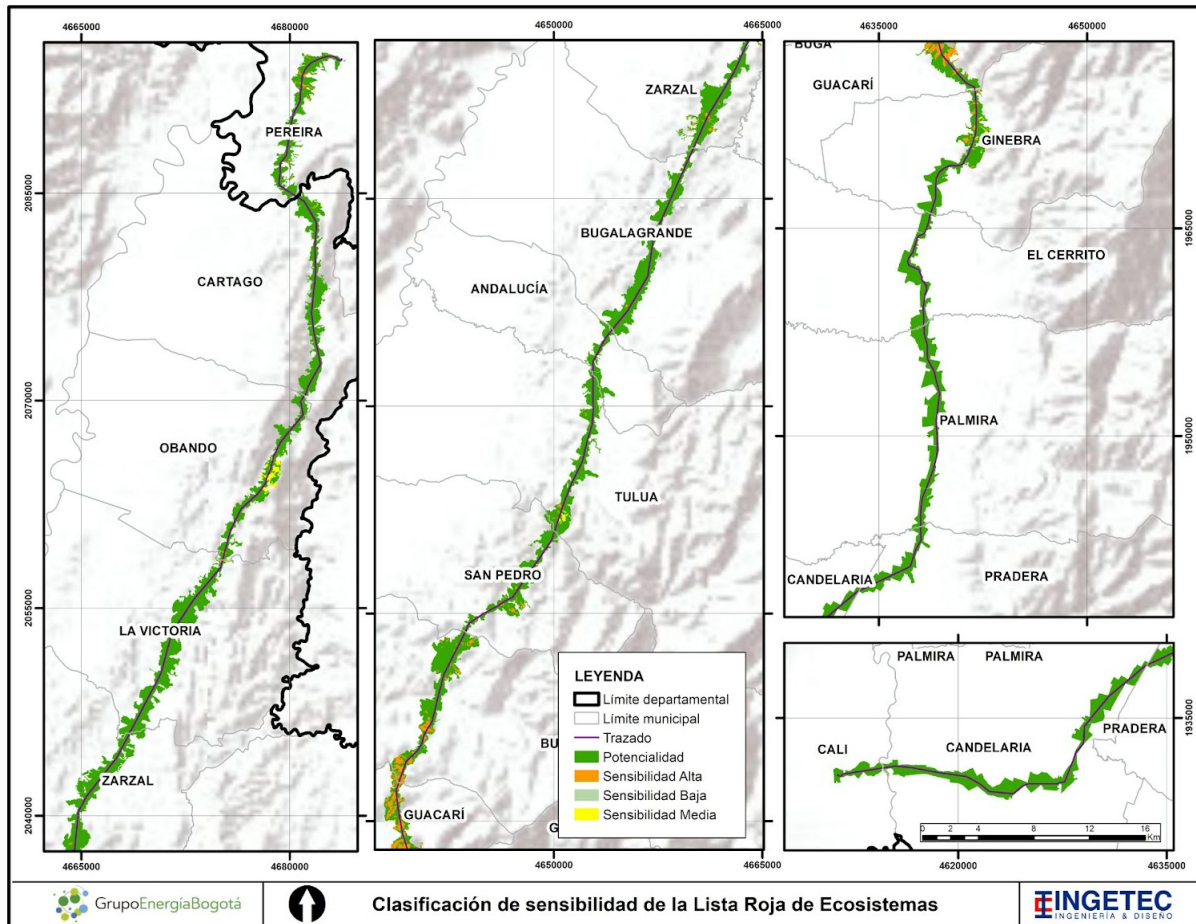 4665000
4680000
2085000
2070000
2055000
2040000
PEREIRA
CARTAGO
OBANDO
LA VICTORIA
ZARZAL
4665000
4680000
4650000
4665000
ZARZAL
BUGALAGRANDE
ANDALUCÍA
TULUA
SAN PEDRO
BU
GUACARÍ
G
4650000
4665000
LEYENDA
Límite departamental
Límite municipal
Trazado
Potencialidad
Sensibilidad Alta
Sensibilidad Baja
Sensibilidad Media
4635000
4650000
BUGA
GUACARÍ
GINEBRA
1965000
EL CERRITO
PALMIRA
1950000
CANDELARIA
PRADERA
PALMIRA
PALMIRA
1935000
PRADERA
CALI
CANDELARIA
0 2 4 8 12 16
Km
4620000
4635000
GrupoEnergíaBogotá
Clasificación de sensibilidad de la Lista Roja de Ecosistemas
INGETEC
INGENIERÍA & DISEÑO